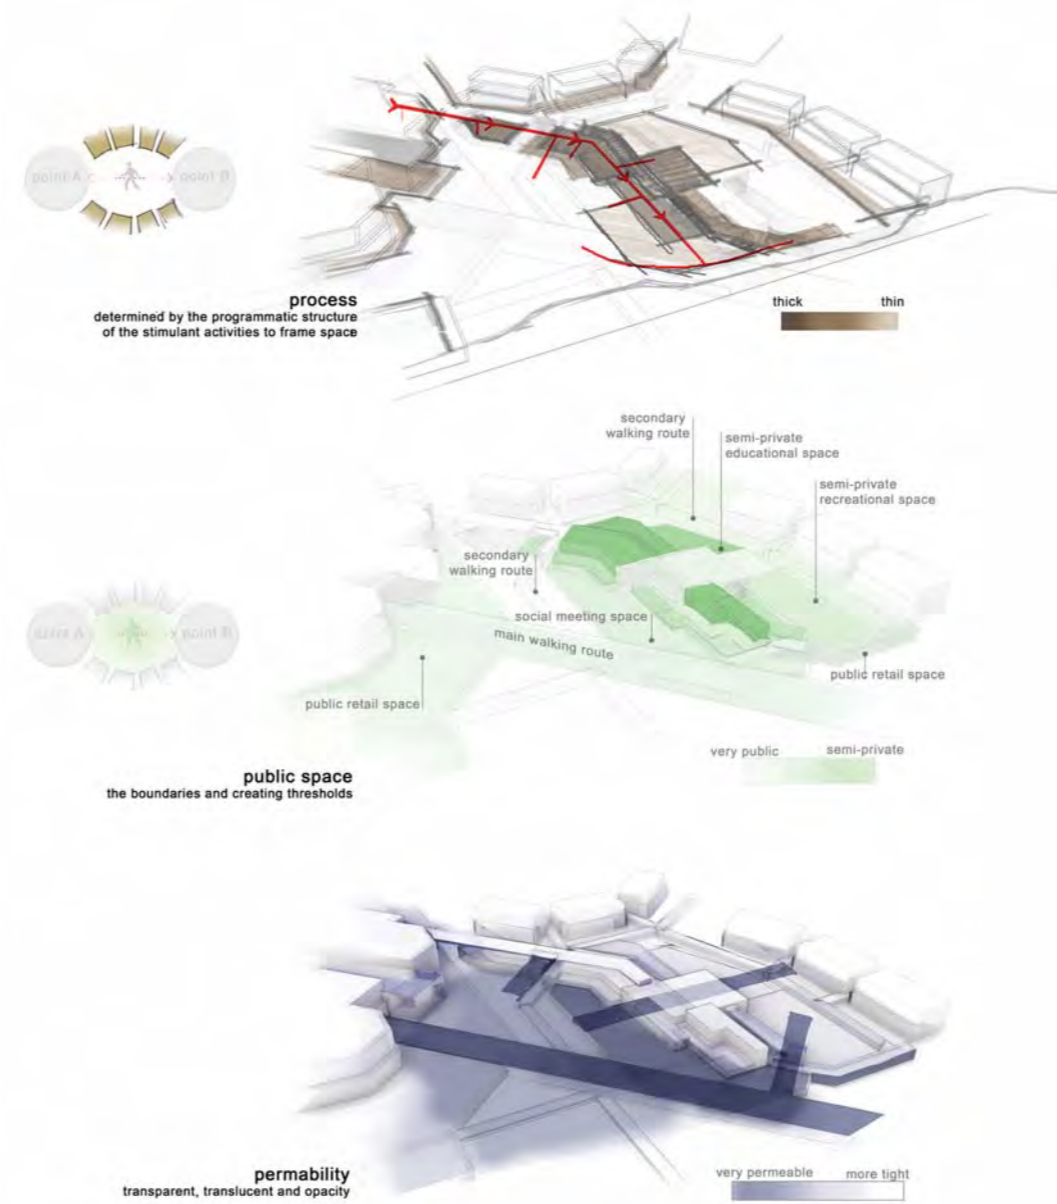 point A
point B
process
determined by the programmatic structure
of the stimulant activities to frame space
thick
thin
secondary
walking route
semi-private
educational space
semi-private
recreational space
secondary
walking route
social meeting space
main walking route
public retail space
public retail space
point A
point B
very public
semi-private
public space
the boundaries and creating thresholds
permability
transparent, translucent and opacity
very permeable
more tight